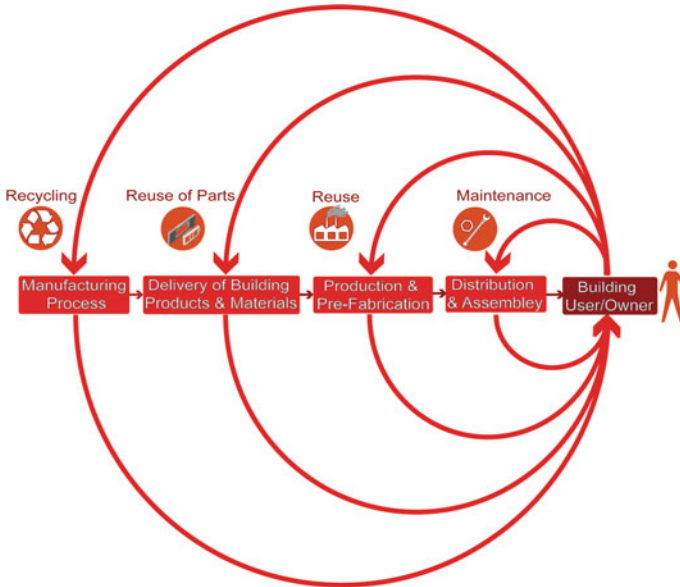 Recycling
Reuse of Parts
Reuse
Maintenance
Manufacturing
Process
Delivery of Building
Products & Materials
Production &
Pre-Fabrication
Distribution
& Assembley
Building
User/Owner